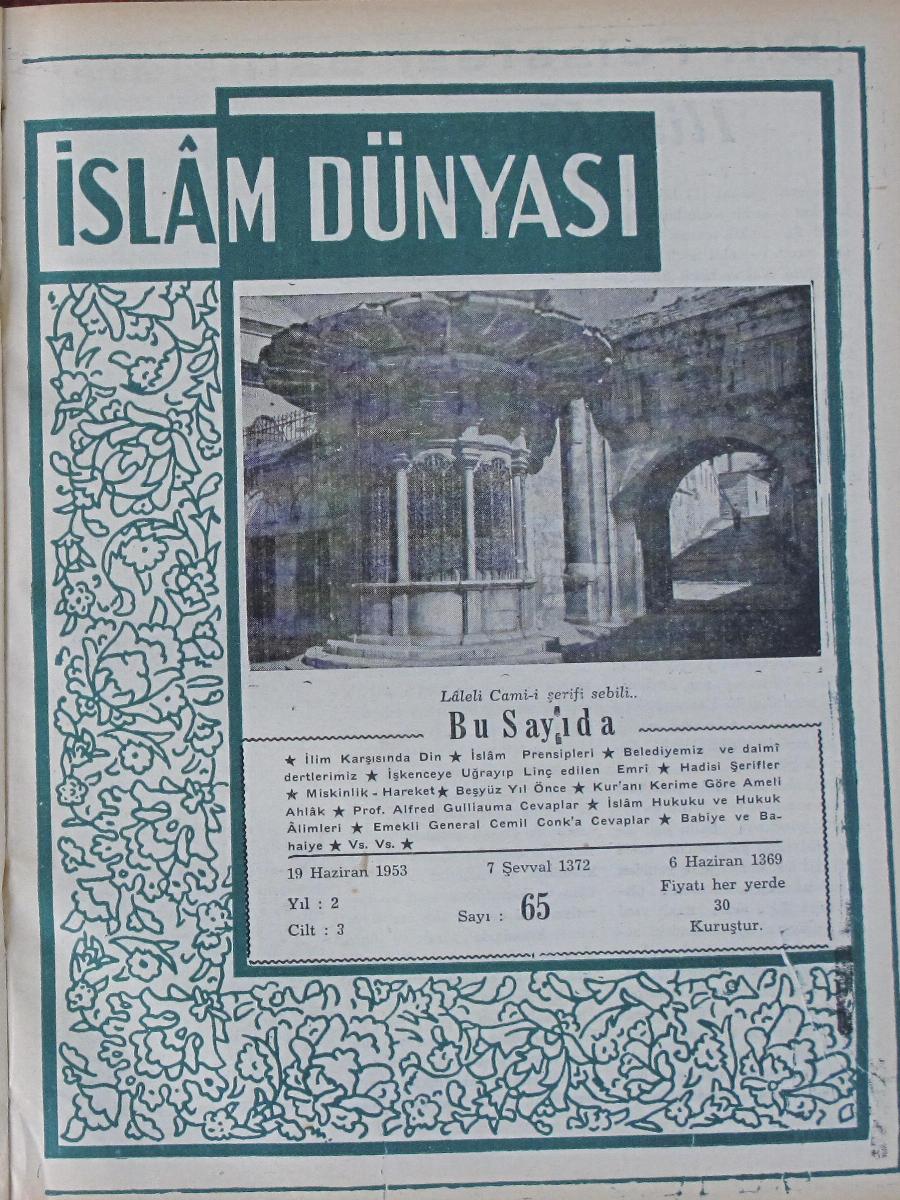 İSLÂM DÜNYASI
Lâleli Cami-i şerifi sebili..
Bu Sayıda
★ İlim Karşısında Din ★ İslâm Prensipleri ★ Belediyemiz ve daimî
dertlerimiz ★ İşkenceye Uğrayıp Linç edilen Emrî ★ Hadisi Şerifler
★ Miskinlik - Hareket ★ Beşyüz Yıl Önce ★ Kur'anı Kerime Göre Ameli
Ahlâk ★ Prof. Alfred Gulliauma Cevaplar ★ İslâm Hukuku ve Hukuk
Âlimleri ★ Emekli General Cemil Conk'a Cevaplar ★ Babiye ve Ba-
haiye ★ Vs. Vs. ★
19 Haziran 1953 7 Şevval 1372 6 Haziran 1369
Yıl : 2
Cilt : 3
Sayı : 65
Fiyatı her yerde
30
Kuruştur.